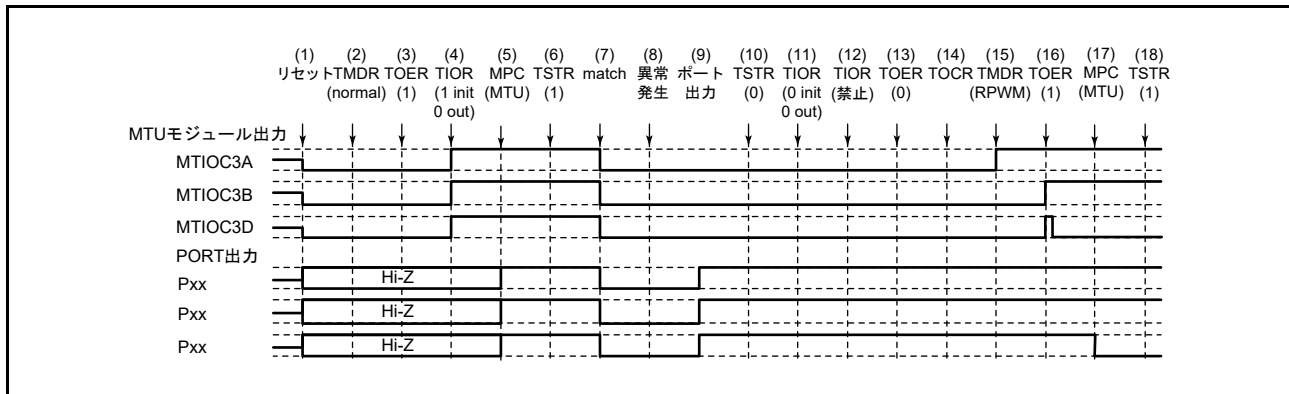 (1) (2) (3) (4) (5) (6) (7) (8) (9) (10) (11) (12) (13) (14) (15) (16) (17) (18)
リセット TMDR TOER TIOR MPC TSTR match 異常 ポート TSTR TIOR TIOR TOER TOCR TMDR TOER MPC TSTR
(normal) (1) (1 init (MTU) (1) 発生 出力 (0) (0 init (禁止) (0) (RPWM) (1) (MTU) (1)
0 out) 0 out)
MTUモジュール出力
MTIOC3A
MTIOC3B
MTIOC3D
PORT出力
Pxx Hi-Z
Pxx Hi-Z
Pxx Hi-Z